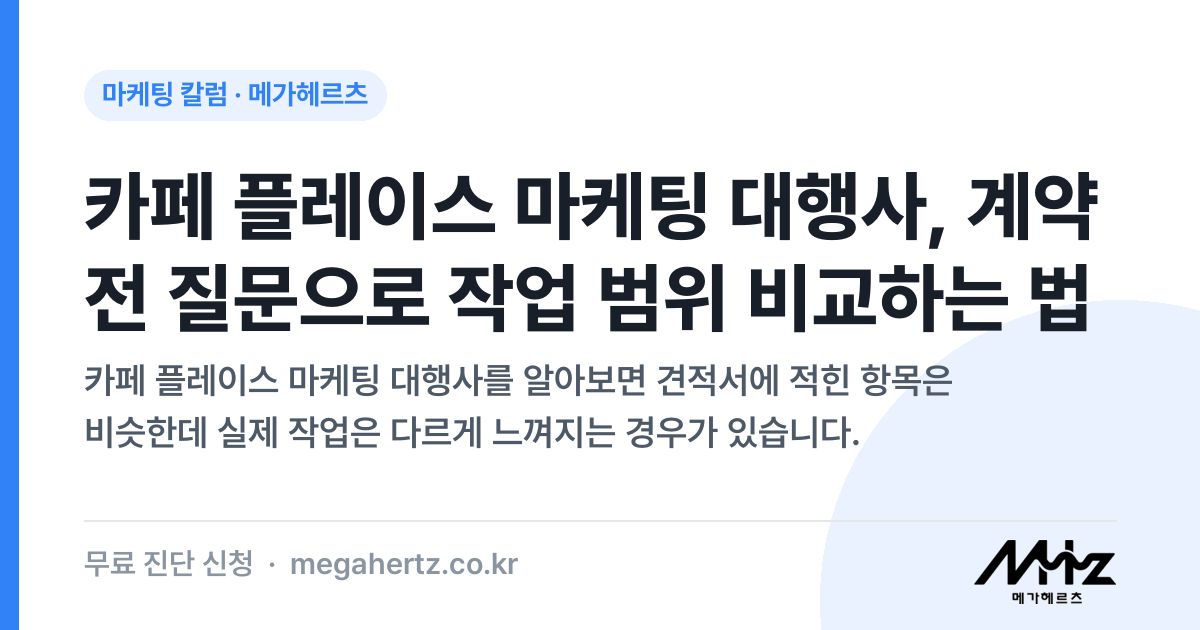 마케팅 칼럼 · 메가헤르츠
카페 플레이스 마케팅 대행사, 계약
전 질문으로 작업 범위 비교하는 법
카페 플레이스 마케팅 대행사를 알아보면 견적서에 적힌 항목은
비슷한데 실제 작업은 다르게 느껴지는 경우가 있습니다.
무료 진단 신청 · megahertz.co.kr
MHz
메가헤르츠